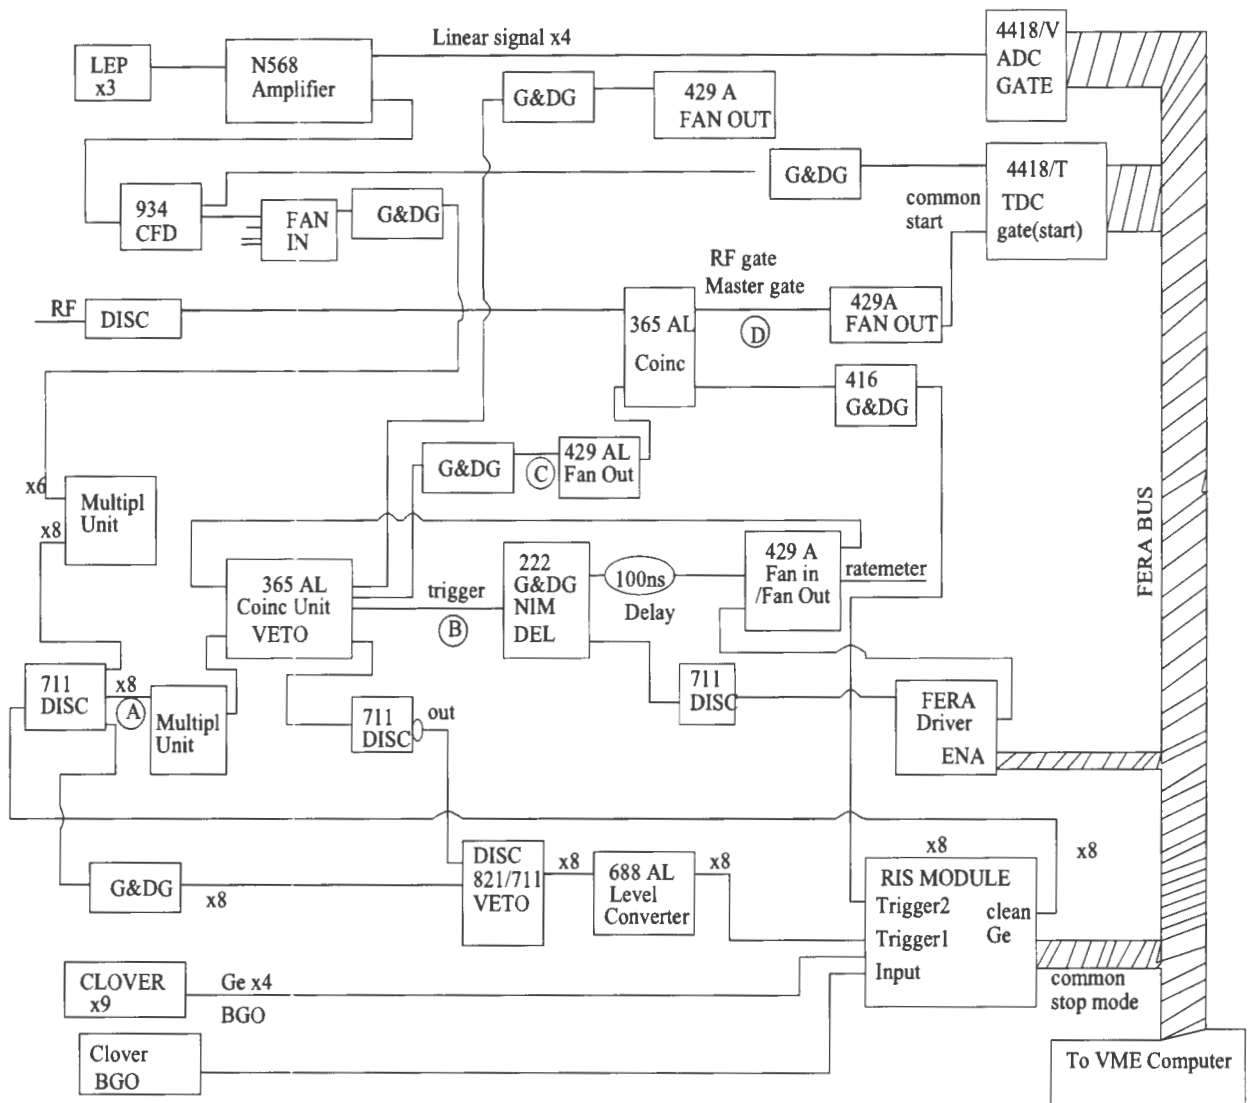 LEP
x3
N568
Amplifier
Linear signal x4
4418/V
ADC
GATE
G&DG
429 A
FAN OUT
934
CFD
FAN
IN
G&DG
G&DG
common
start
4418/T
TDC
gate(start)
RF
DISC
365 AL
Coinc
RF gate
Master gate
D
429A
FAN OUT
416
G&DG
G&DG
C
429 AL
Fan Out
x6
x8
Multipl
Unit
365 AL
Coinc Unit
VETO
trigger
B
222
G&DG
NIM
DEL
100ns
Delay
429 A
Fan in
/Fan Out
ratemeter
FERA BUS
711
DISC
x8
A
Multipl
Unit
711
DISC
out
711
DISC
FERA
Driver
ENA
G&DG
x8
DISC
821/711
VETO
x8
688 AL
Level
Converter
x8
x8
x8
RIS MODULE
Trigger2
clean
Ge
Trigger1
Input
CLOVER
x9
Ge x4
BGO
common
stop mode
Clover
BGO
To VME Computer